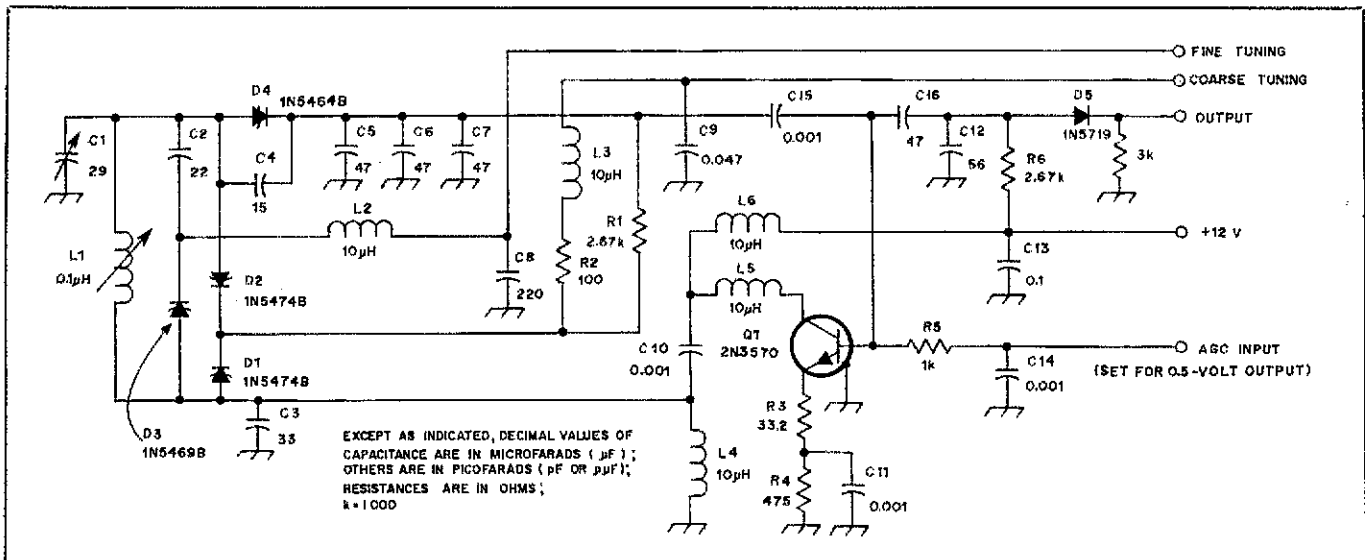 FINE TUNING
COARSE TUNING
D4
1N5464B
C15
0.001
C16
47
D5
1N5719
OUTPUT
C1
29
C2
22
C4
15
C5
47
C6
47
C7
47
L3
10µH
C9
0.047
C12
56
R6
2.67k
3k
L1
0.1µH
L2
10µH
R1
2.67k
L6
10µH
+12 V
C8
220
R2
100
C13
0.1
D2
1N5474B
L5
10µH
Q1
2N3570
C10
0.001
R5
1k
C14
0.001
AGC INPUT
(SET FOR 0.5-VOLT OUTPUT)
D1
1N5474B
D3
1N5469B
C3
33
R3
33.2
L4
10µH
R4
475
C11
0.001
EXCEPT AS INDICATED, DECIMAL VALUES OF
CAPACITANCE ARE IN MICROFARADS ( µF ) ;
OTHERS ARE IN PICOFARADS ( pF OR µµF);
RESISTANCES ARE IN OHMS;
k = 1000